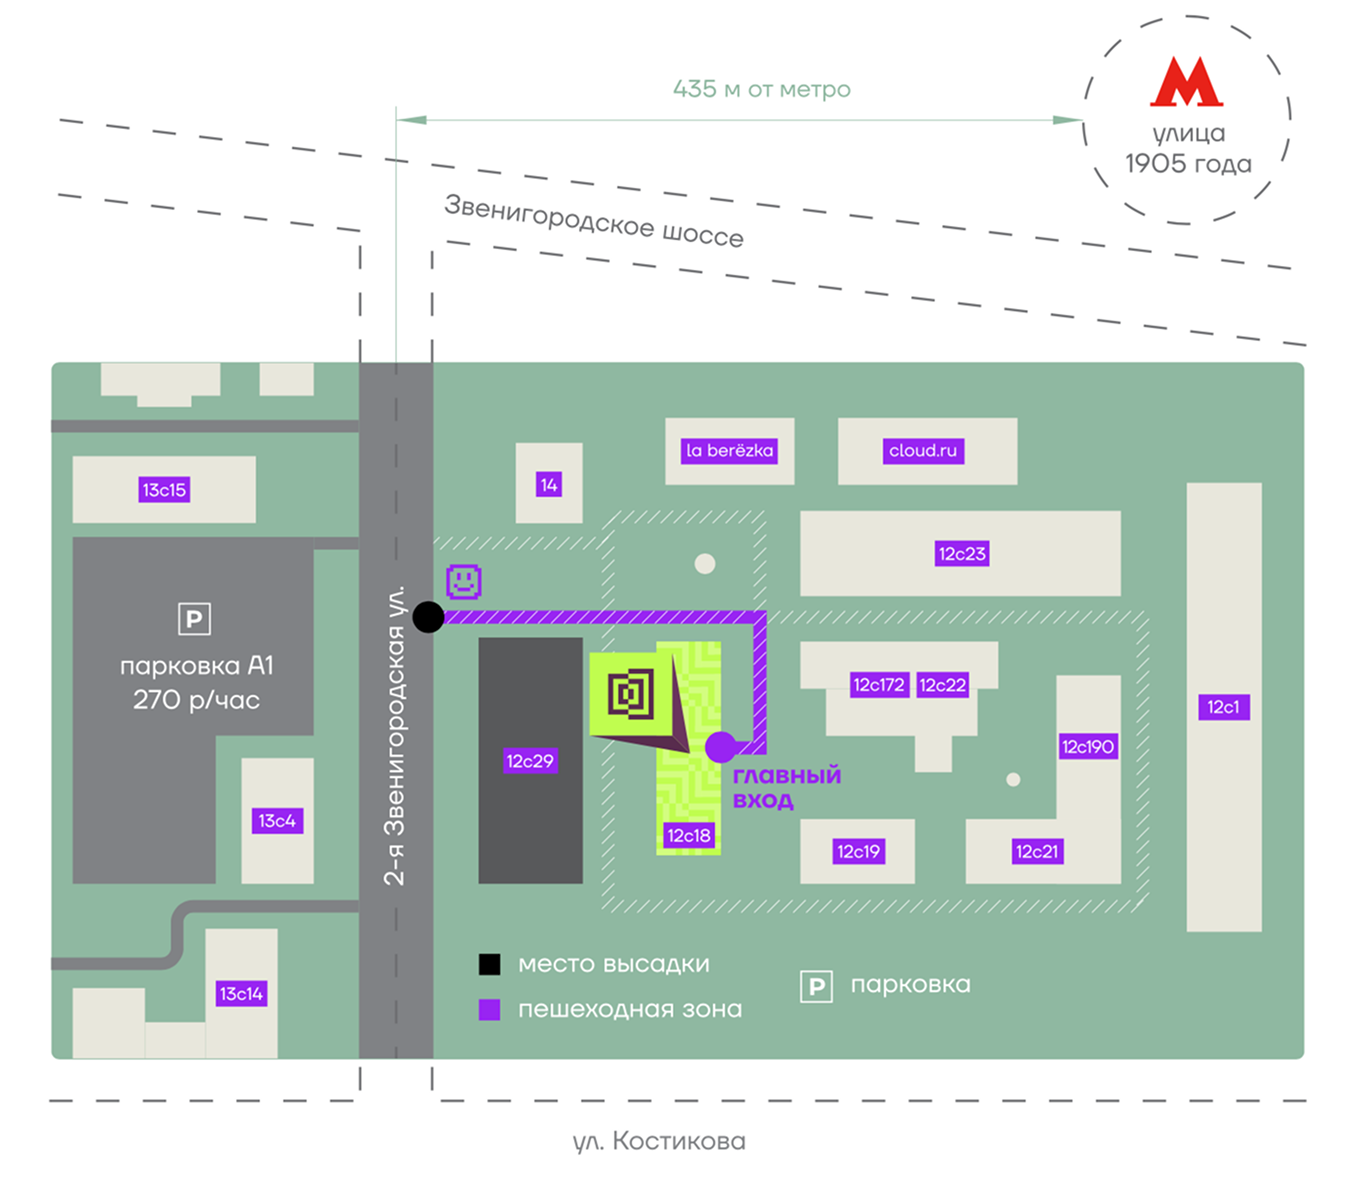 435 м от метро
М
улица
1905 года
Звенигородское шоссе
la berёzka
cloud.ru
14
13с15
12с23
P
парковка А1
270 р/час
2-я Звенигородская ул.
12с172
12с22
12с1
12с190
12с29
главный
вход
13с4
12с18
12с19
12с21
место высадки
P
парковка
13с14
пешеходная зона
ул. Костикова